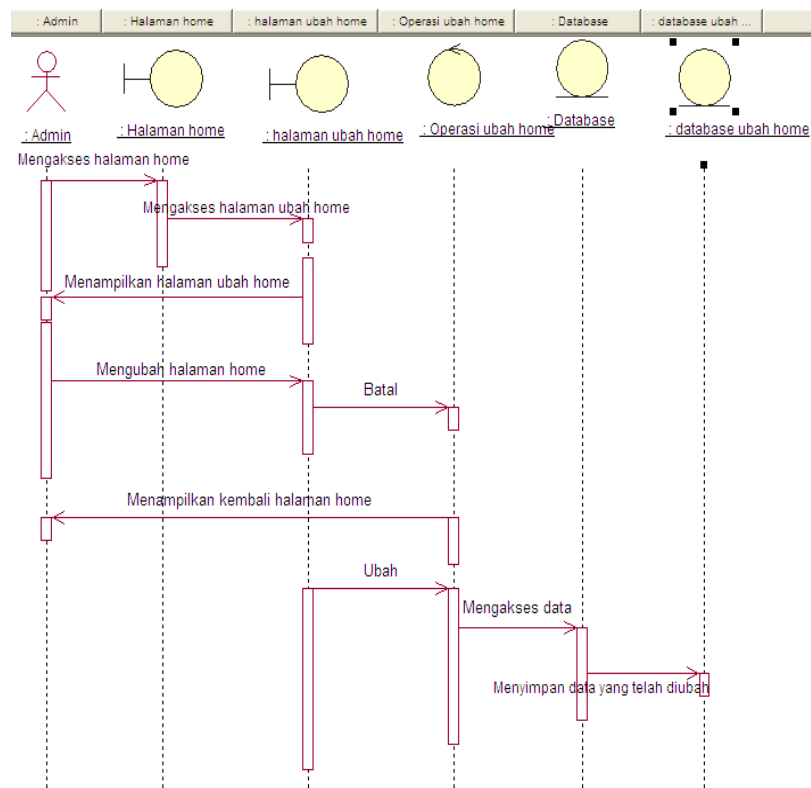 : Admin
: Halaman home
: halaman ubah home
: Operasi ubah home
: Database
: database ubah ...
: Admin
: Halaman home
: halaman ubah home
: Operasi ubah home
: Database
: database ubah home
Mengakses halaman home
Mengakses halaman ubah home
Menampilkan halaman ubah home
Mengubah halaman home
Batal
Menampilkan kembali halaman home
Ubah
Mengakses data
Menyimpan data yang telah diubah